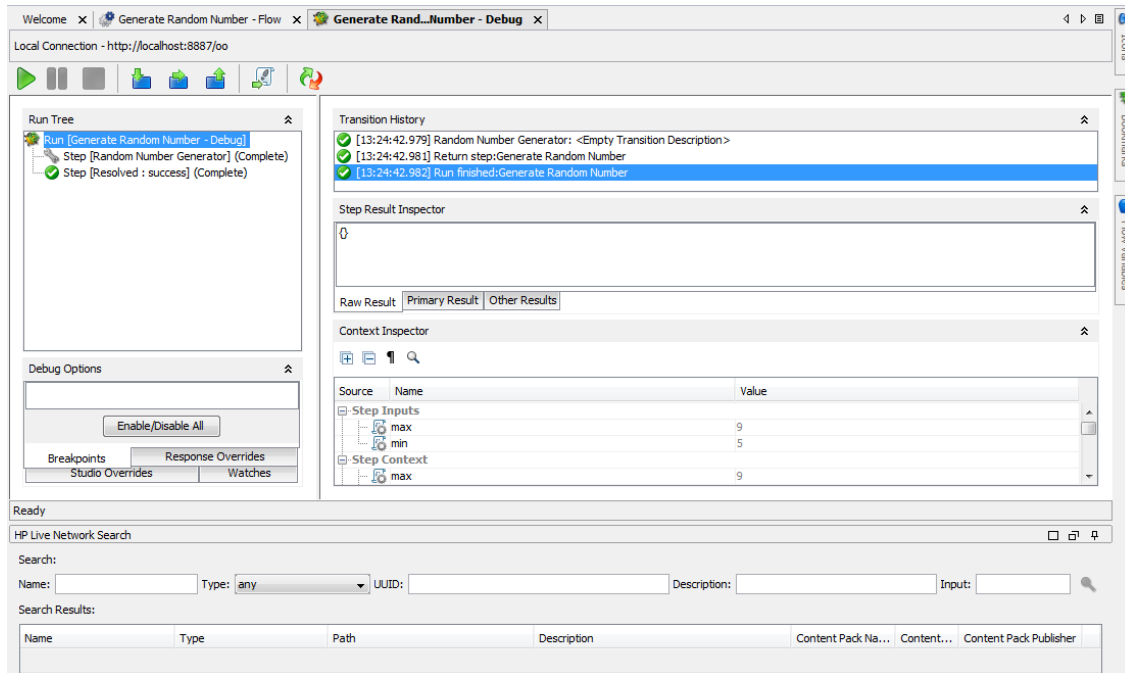 Welcome Generate Random Number - Flow Generate Rand...Number - Debug
Local Connection - http://localhost:8887/oo
Run Tree
Run [Generate Random Number - Debug]
Step [Random Number Generator] (Complete)
Step [Resolved : success] (Complete)
Debug Options
Enable/Disable All
Breakpoints Response Overrides
Studio Overrides Watches
Transition History
[13:24:42.979] Random Number Generator: <Empty Transition Description>
[13:24:42.981] Return step:Generate Random Number
[13:24:42.982] Run finished:Generate Random Number
Step Result Inspector
{}
Raw Result Primary Result Other Results
Context Inspector
Source Name Value
Step Inputs
max 9
min 5
Step Context
max 9
Icons
Bookmarks
Flow Variables
Ready
HP Live Network Search
Search:
Name: Type: any UUID: Description: Input:
Search Results:
Name Type Path Description Content Pack Na... Content... Content Pack Publisher